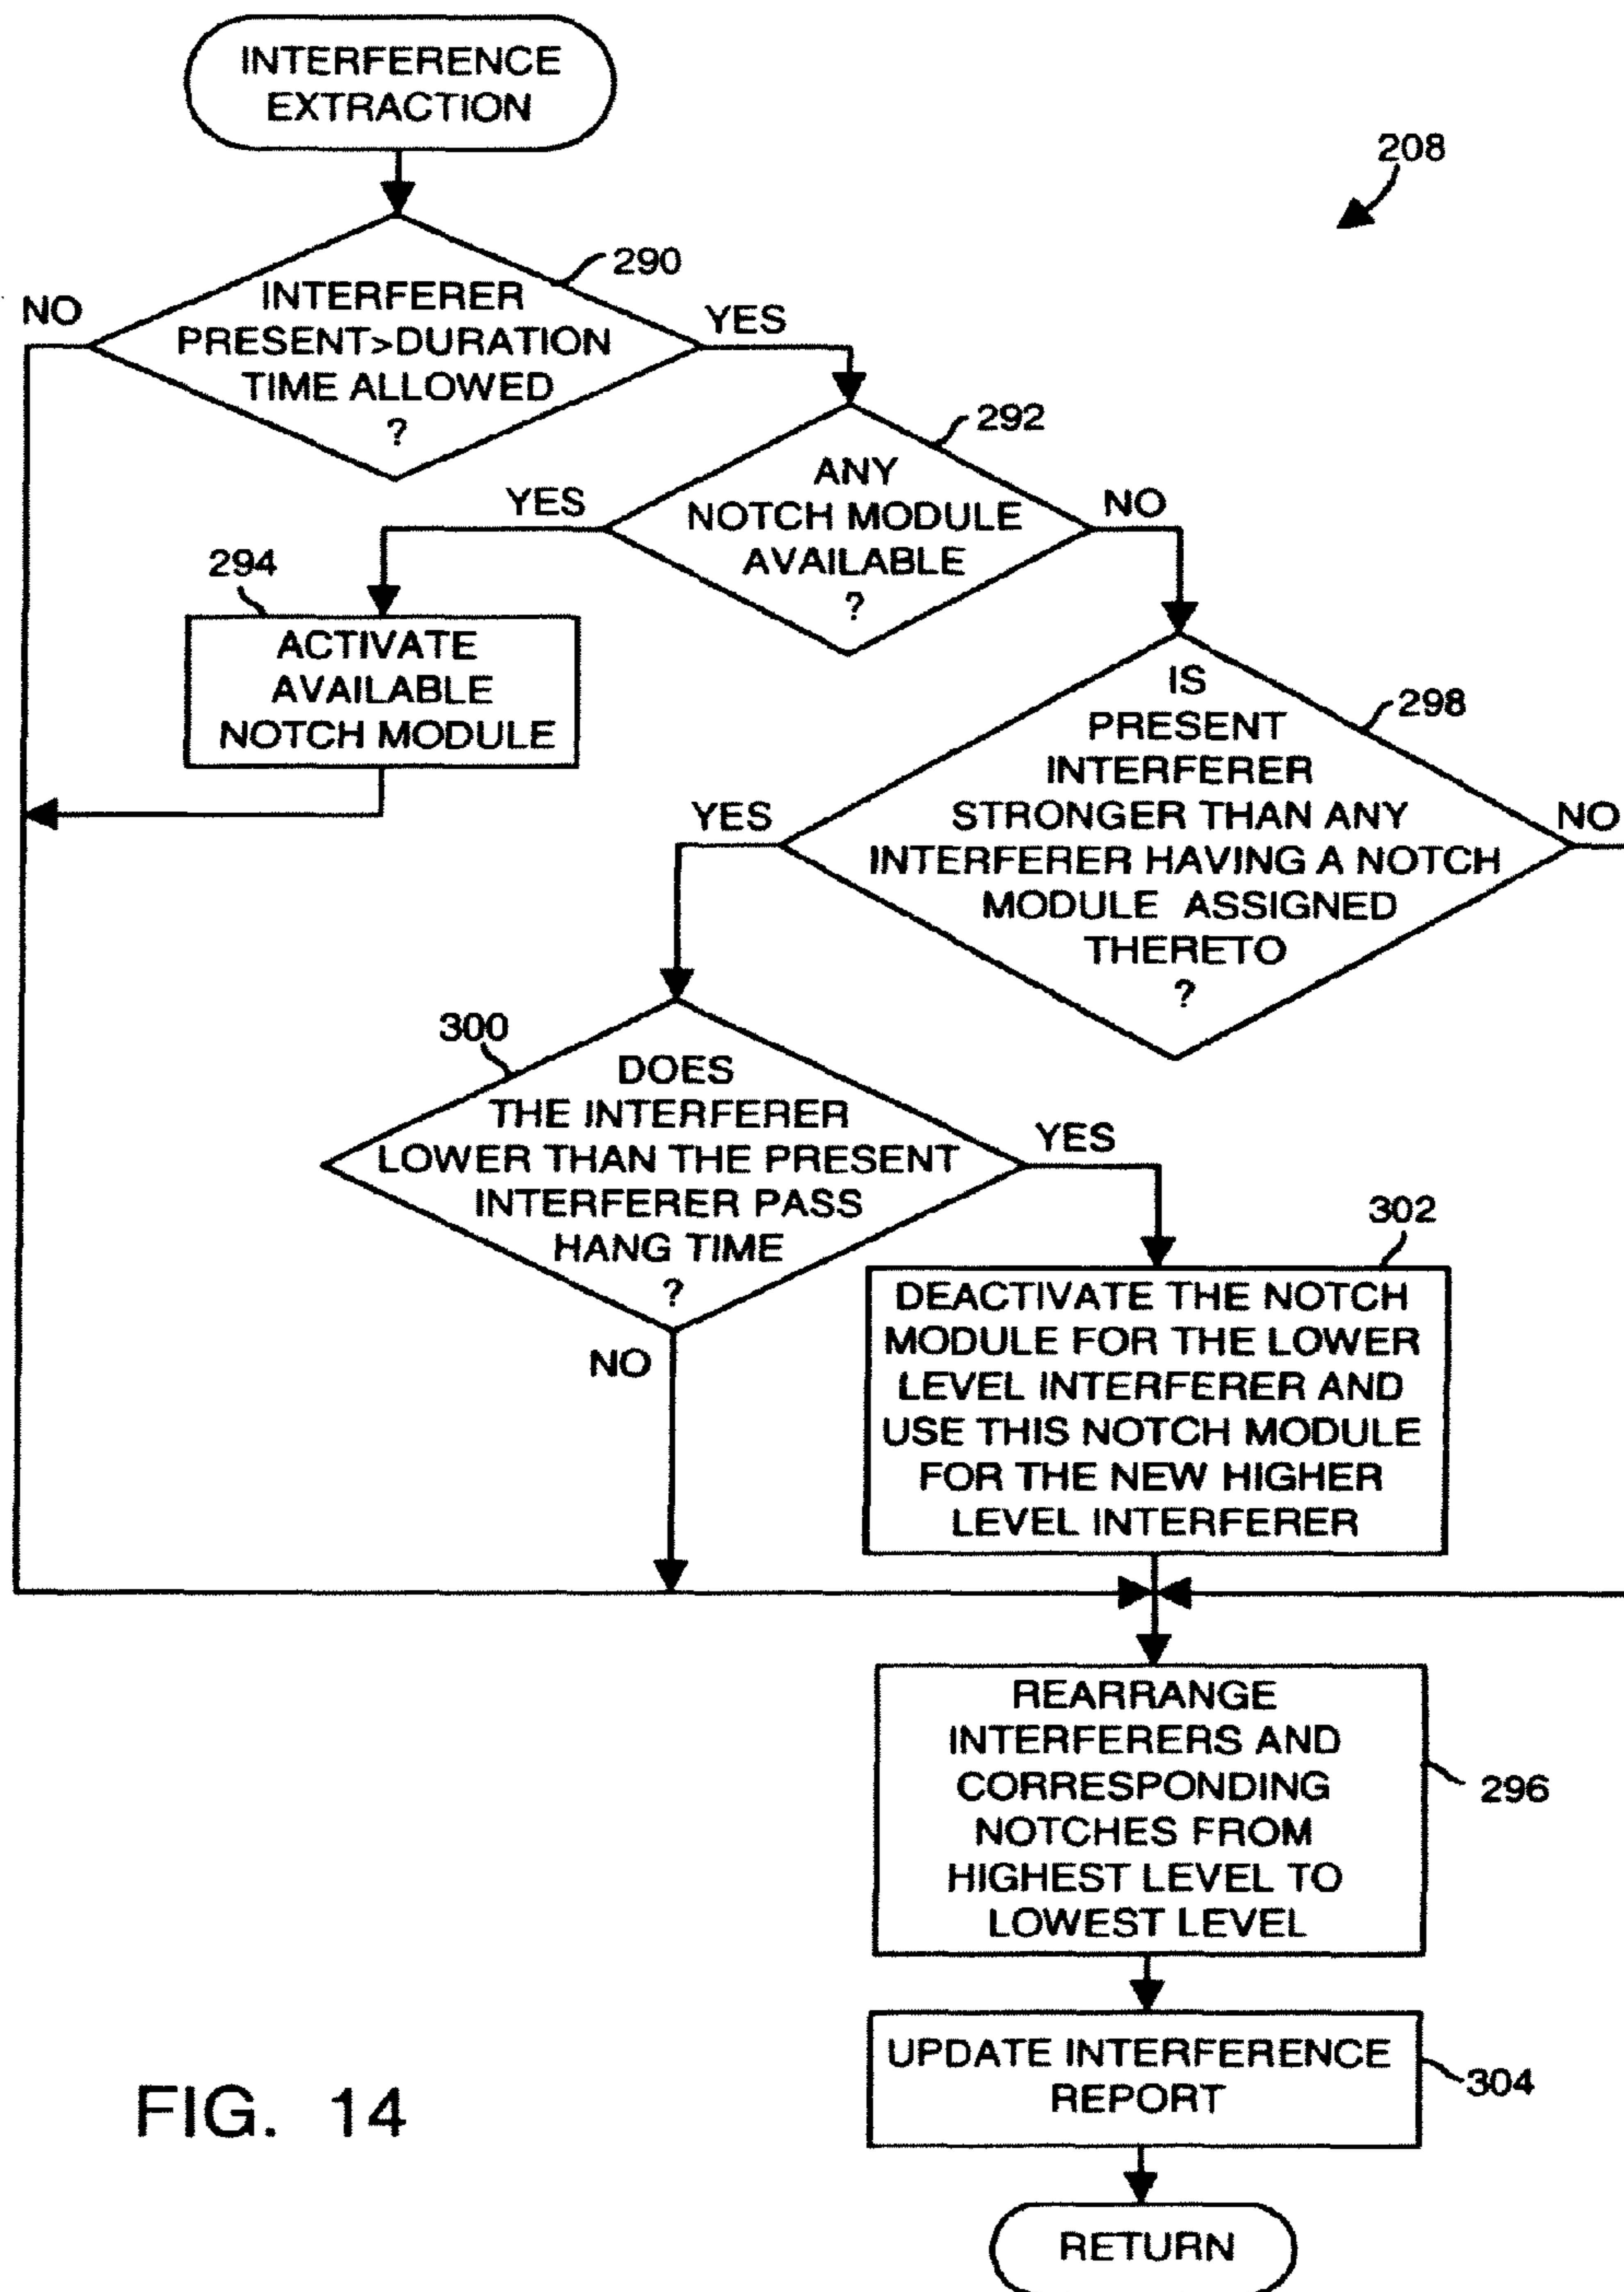 INTERFERENCE
EXTRACTION
208
290
NO
INTERFERER
PRESENT>DURATION
TIME ALLOWED
?
YES
292
ANY
NOTCH MODULE
AVAILABLE
?
YES
NO
294
ACTIVATE
AVAILABLE
NOTCH MODULE
298
IS
PRESENT
INTERFERER
STRONGER THAN ANY
INTERFERER HAVING A NOTCH
MODULE ASSIGNED
THERETO
?
YES
NO
300
DOES
THE INTERFERER
LOWER THAN THE PRESENT
INTERFERER PASS
HANG TIME
?
YES
NO
302
DEACTIVATE THE NOTCH
MODULE FOR THE LOWER
LEVEL INTERFERER AND
USE THIS NOTCH MODULE
FOR THE NEW HIGHER
LEVEL INTERFERER
REARRANGE
INTERFERERS AND
CORRESPONDING
NOTCHES FROM
HIGHEST LEVEL TO
LOWEST LEVEL
296
UPDATE INTERFERENCE
REPORT
304
FIG. 14
RETURN